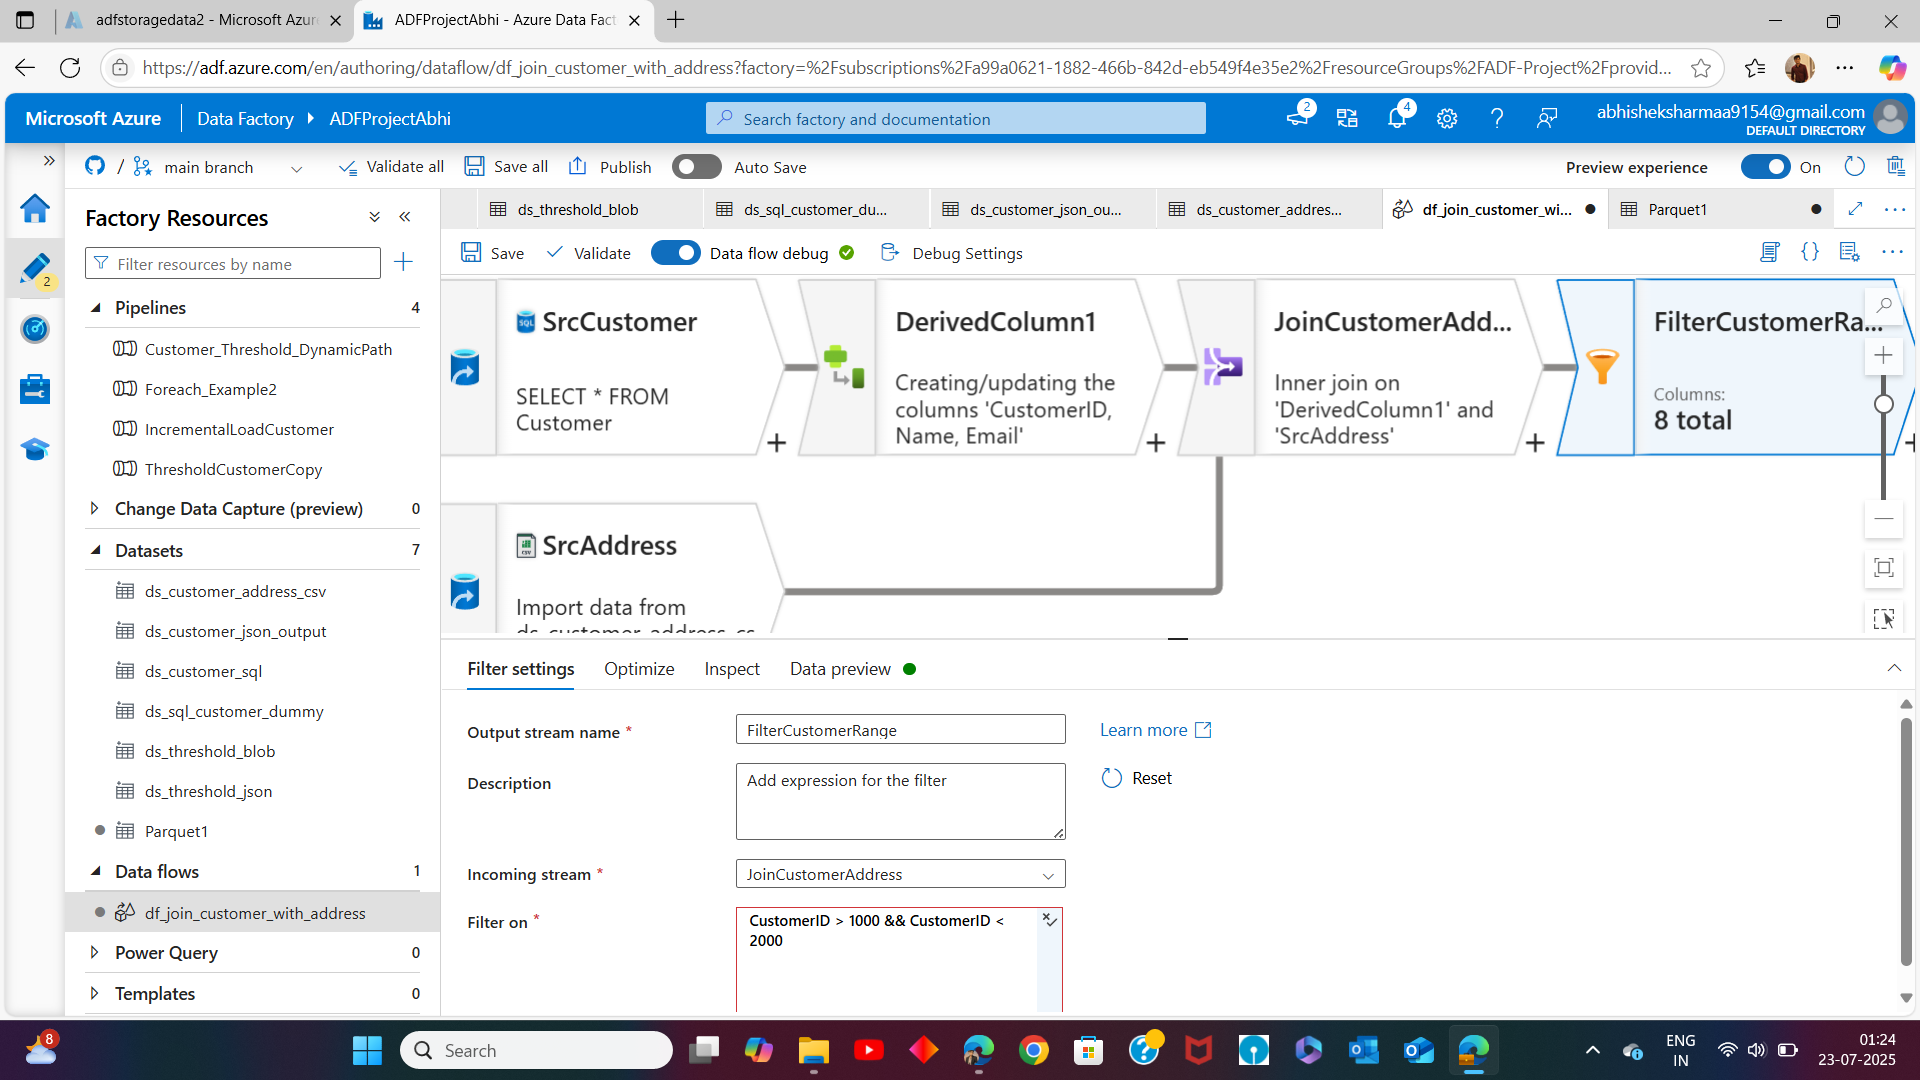 adfstoragedata2 - Microsoft Azur
ADFProjectAbhi - Azure Data Fact
https://adf.azure.com/en/authoring/dataflow/df_join_customer_with_address?factory=%2Fsubscriptions%2Fa99a0621-1882-466b-842d-eb549f4e35e2%2FresourceGroups%2FADF-Project%2Fprovid...
Microsoft Azure
Data Factory
ADFProjectAbhi
Search factory and documentation
2
4
abhisheksharmaa9154@gmail.com
DEFAULT DIRECTORY
/ main branch
Validate all
Save all
Publish
Auto Save
Preview experience
On
Factory Resources
Filter resources by name
2
Pipelines 4
Customer_Threshold_DynamicPath
Foreach_Example2
IncrementalLoadCustomer
ThresholdCustomerCopy
Change Data Capture (preview) 0
Datasets 7
ds_customer_address_csv
ds_customer_json_output
ds_customer_sql
ds_sql_customer_dummy
ds_threshold_blob
ds_threshold_json
Parquet1
Data flows 1
df_join_customer_with_address
Power Query 0
Templates 0
ds_threshold_blob
ds_sql_customer_du...
ds_customer_json_ou...
ds_customer_addres...
df_join_customer_wi...
Parquet1
Save
Validate
Data flow debug
Debug Settings
SQL
SrcCustomer
SELECT * FROM
Customer
DerivedColumn1
Creating/updating the
columns 'CustomerID,
Name, Email'
JoinCustomerAdd...
Inner join on
'DerivedColumn1' and
'SrcAddress'
FilterCustomerRa...
Columns:
8 total
csv
SrcAddress
Import data from
ds_customer_address_cs
Filter settings
Optimize
Inspect
Data preview
Output stream name *
FilterCustomerRange
Learn more
Description
Add expression for the filter
Reset
Incoming stream *
JoinCustomerAddress
Filter on *
CustomerID > 1000 && CustomerID <
2000
8
Search
ENG
IN
01:24
23-07-2025